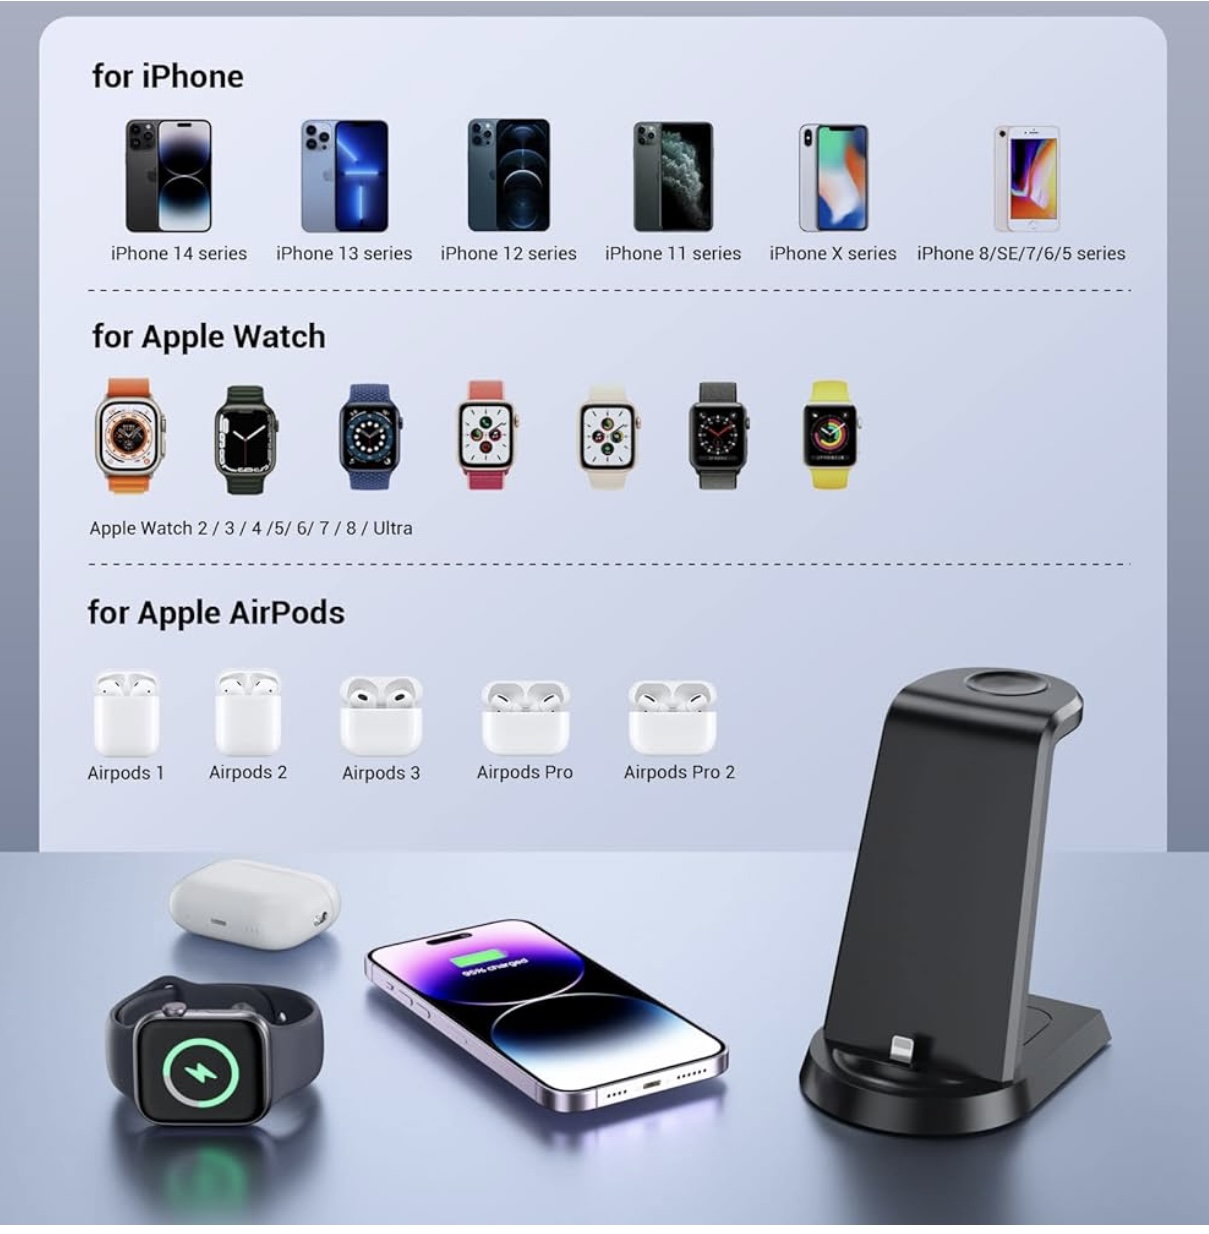 for iPhone
iPhone 14 series
iPhone 13 series
iPhone 12 series
iPhone 11 series
iPhone X series
iPhone 8/SE/7/6/5 series
for Apple Watch
Apple Watch 2 / 3 / 4 /5/ 6/ 7 / 8 / Ultra
for Apple AirPods
Airpods 1
Airpods 2
Airpods 3
Airpods Pro
Airpods Pro 2
95% charged